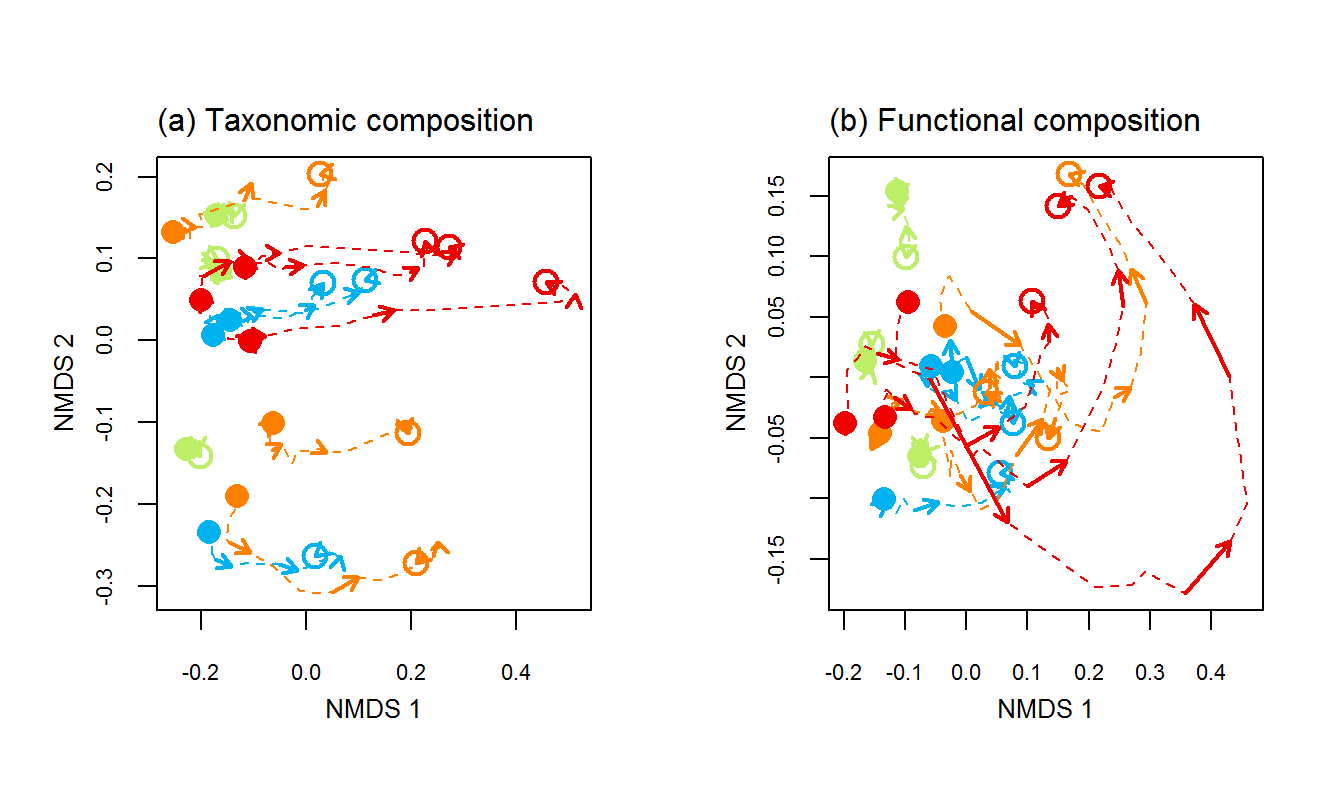 (a) Taxonomic composition
0.2
0.1
0.0
-0.1
-0.2
-0.3
NMDS 2
-0.2 0.0 0.2 0.4
NMDS 1
(b) Functional composition
0.15
0.10
0.05
-0.05
-0.15
NMDS 2
-0.2 -0.1 0.0 0.1 0.2 0.3 0.4
NMDS 1